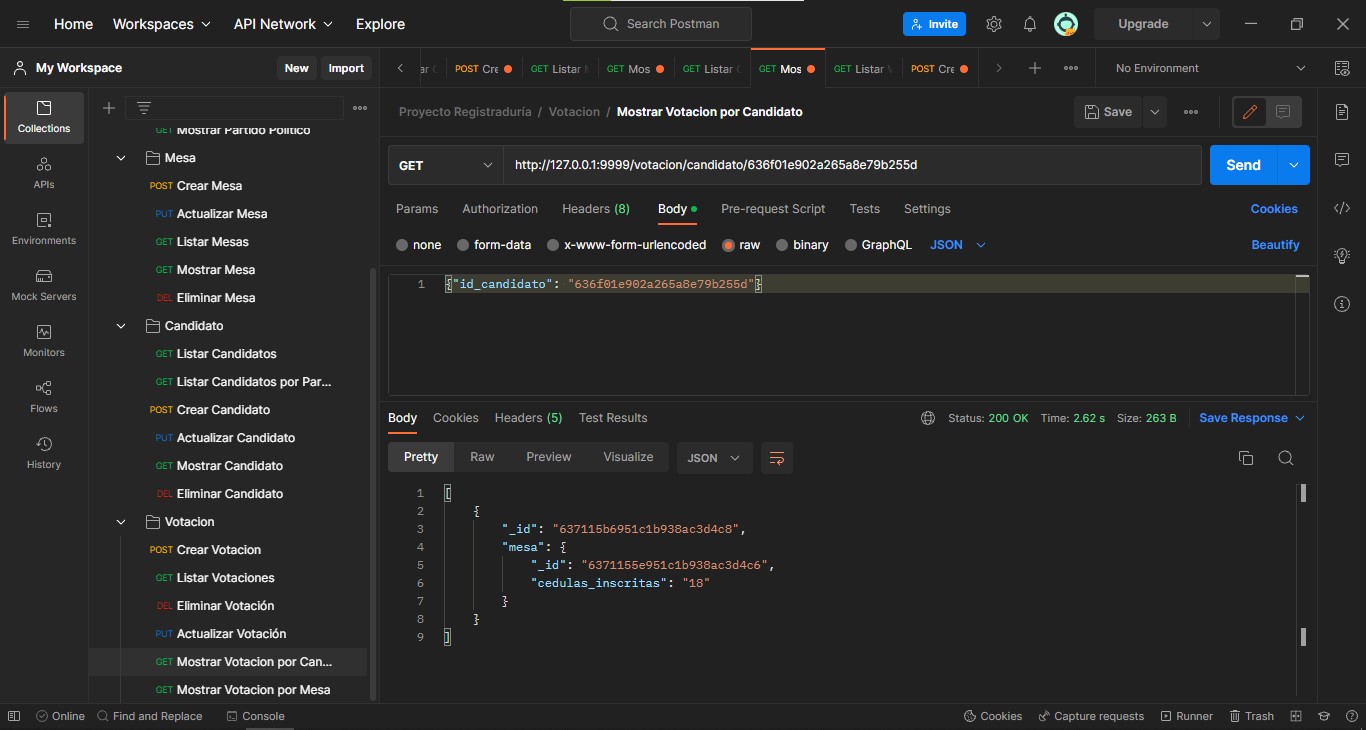 Home Workspaces API Network Explore Search Postman Invite Upgrade
My Workspace New Import
POST Cre GET Listar GET Mos GET Listar GET Mos GET Listar POST Cre No Environment
Proyecto Registraduría / Votacion / Mostrar Votacion por Candidato Save
GET http://127.0.0.1:9999/votacion/candidato/636f01e902a265a8e79b255d Send
Params Authorization Headers (8) Body Pre-request Script Tests Settings Cookies
none form-data x-www-form-urlencoded raw binary GraphQL JSON Beautify
1 {"id_candidato": "636f01e902a265a8e79b255d"}
Collections
APIs
Environments
Mock Servers
Monitors
Flows
History
GET Mostrar Partido Politico
Mesa
POST Crear Mesa
PUT Actualizar Mesa
GET Listar Mesas
GET Mostrar Mesa
DEL Eliminar Mesa
Candidato
GET Listar Candidatos
GET Listar Candidatos por Par...
POST Crear Candidato
PUT Actualizar Candidato
GET Mostrar Candidato
DEL Eliminar Candidato
Votacion
POST Crear Votacion
GET Listar Votaciones
DEL Eliminar Votación
PUT Actualizar Votación
GET Mostrar Votacion por Can...
GET Mostrar Votacion por Mesa
Body Cookies Headers (5) Test Results Status: 200 OK Time: 2.62 s Size: 263 B Save Response
Pretty Raw Preview Visualize JSON
1 [
2 {
3 "_id": "637115b6951c1b938ac3d4c8",
4 "mesa": {
5 "_id": "6371155e951c1b938ac3d4c6",
6 "cedulas_inscritas": "18"
7 }
8 }
9 ]
Online Find and Replace Console Cookies Capture requests Runner Trash